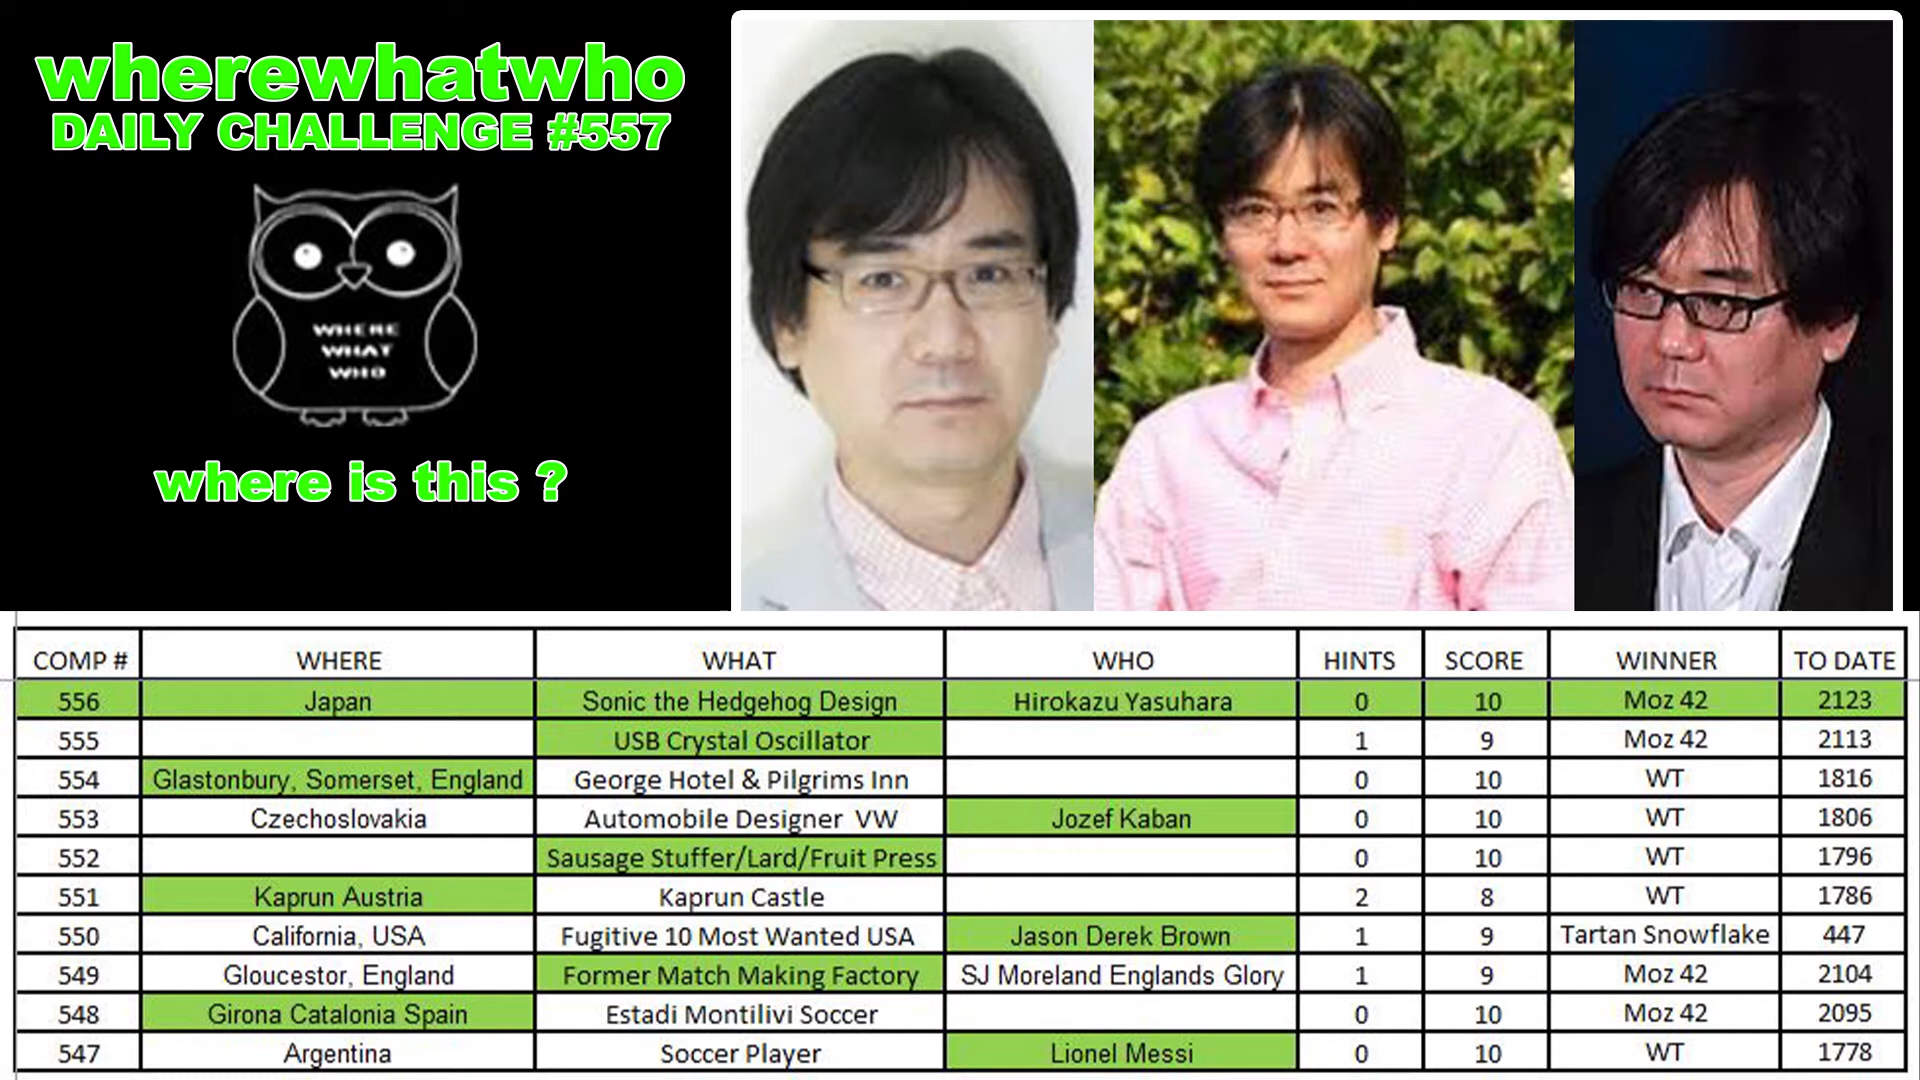 wherewhatwho
DAILY CHALLENGE #557
WHERE
WHAT
WHO
where is this ?
COMP # WHERE WHAT WHO HINTS SCORE WINNER TO DATE
556 Japan Sonic the Hedgehog Design Hirokazu Yasuhara 0 10 Moz 42 2123
555 USB Crystal Oscillator 1 9 Moz 42 2113
554 Glastonbury, Somerset, England George Hotel & Pilgrims Inn 0 10 WT 1816
553 Czechoslovakia Automobile Designer VW Jozef Kaban 0 10 WT 1806
552 Sausage Stuffer/Lard/Fruit Press 0 10 WT 1796
551 Kaprun Austria Kaprun Castle 2 8 WT 1786
550 California, USA Fugitive 10 Most Wanted USA Jason Derek Brown 1 9 Tartan Snowflake 447
549 Gloucestor, England Former Match Making Factory SJ Moreland Englands Glory 1 9 Moz 42 2104
548 Girona Catalonia Spain Estadi Montilivi Soccer 0 10 Moz 42 2095
547 Argentina Soccer Player Lionel Messi 0 10 WT 1778